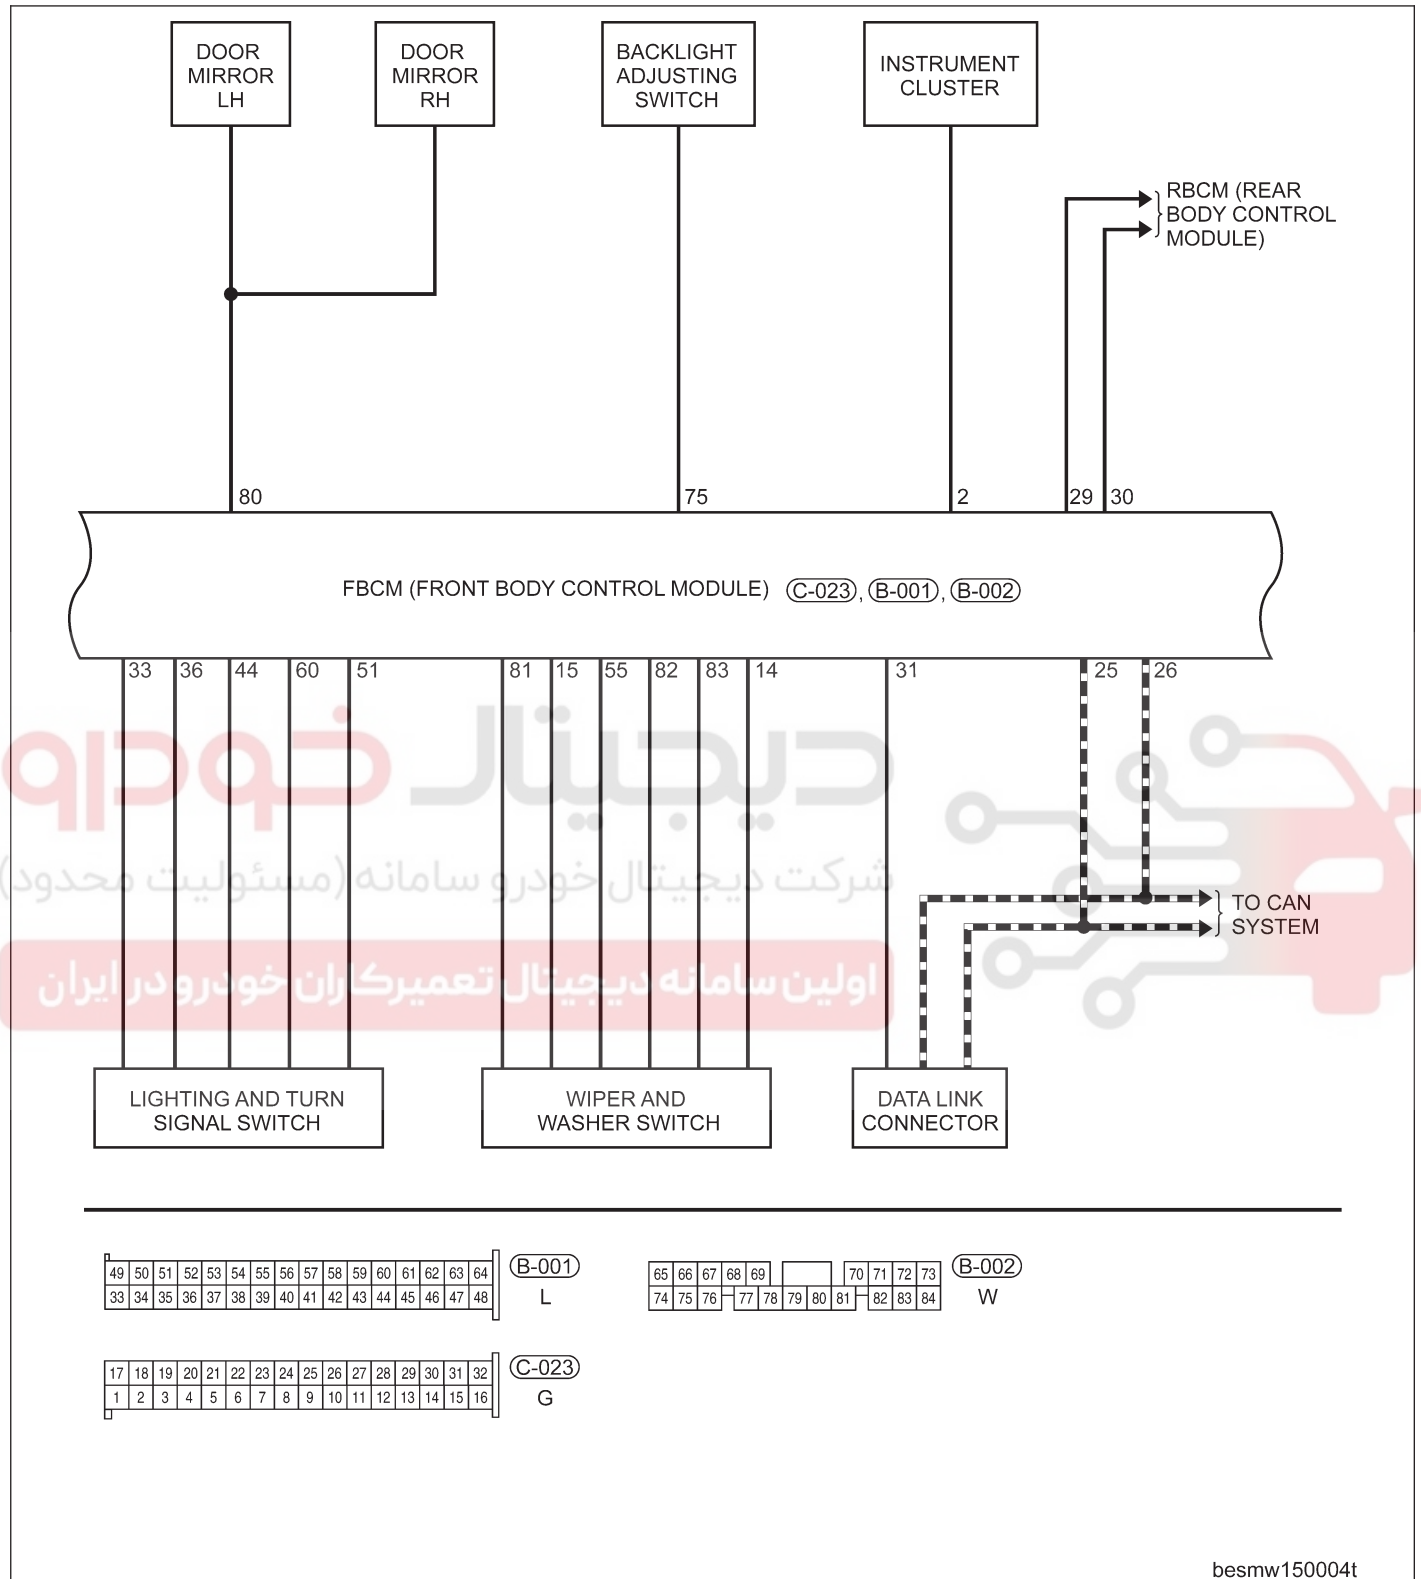 DOOR
MIRROR
LH
DOOR
MIRROR
RH
BACKLIGHT
ADJUSTING
SWITCH
INSTRUMENT
CLUSTER
RBCM (REAR
BODY CONTROL
MODULE)
80
75
2
29
30
FBCM (FRONT BODY CONTROL MODULE) C-023, B-001, B-002
33 36 44 60 51 81 15 55 82 83 14 31 25 26
دیجیتال خودرو
شرکت دیجیتال خودرو سامانه (مسئولیت محدود)
اولین سامانه دیجیتال تعمیرکاران خودرو در ایران
TO CAN
SYSTEM
LIGHTING AND TURN
SIGNAL SWITCH
WIPER AND
WASHER SWITCH
DATA LINK
CONNECTOR
49 50 51 52 53 54 55 56 57 58 59 60 61 62 63 64
33 34 35 36 37 38 39 40 41 42 43 44 45 46 47 48
B-001
L
65 66 67 68 69 70 71 72 73
74 75 76 77 78 79 80 81 82 83 84
B-002
W
17 18 19 20 21 22 23 24 25 26 27 28 29 30 31 32
1 2 3 4 5 6 7 8 9 10 11 12 13 14 15 16
C-023
G
besmw150004t